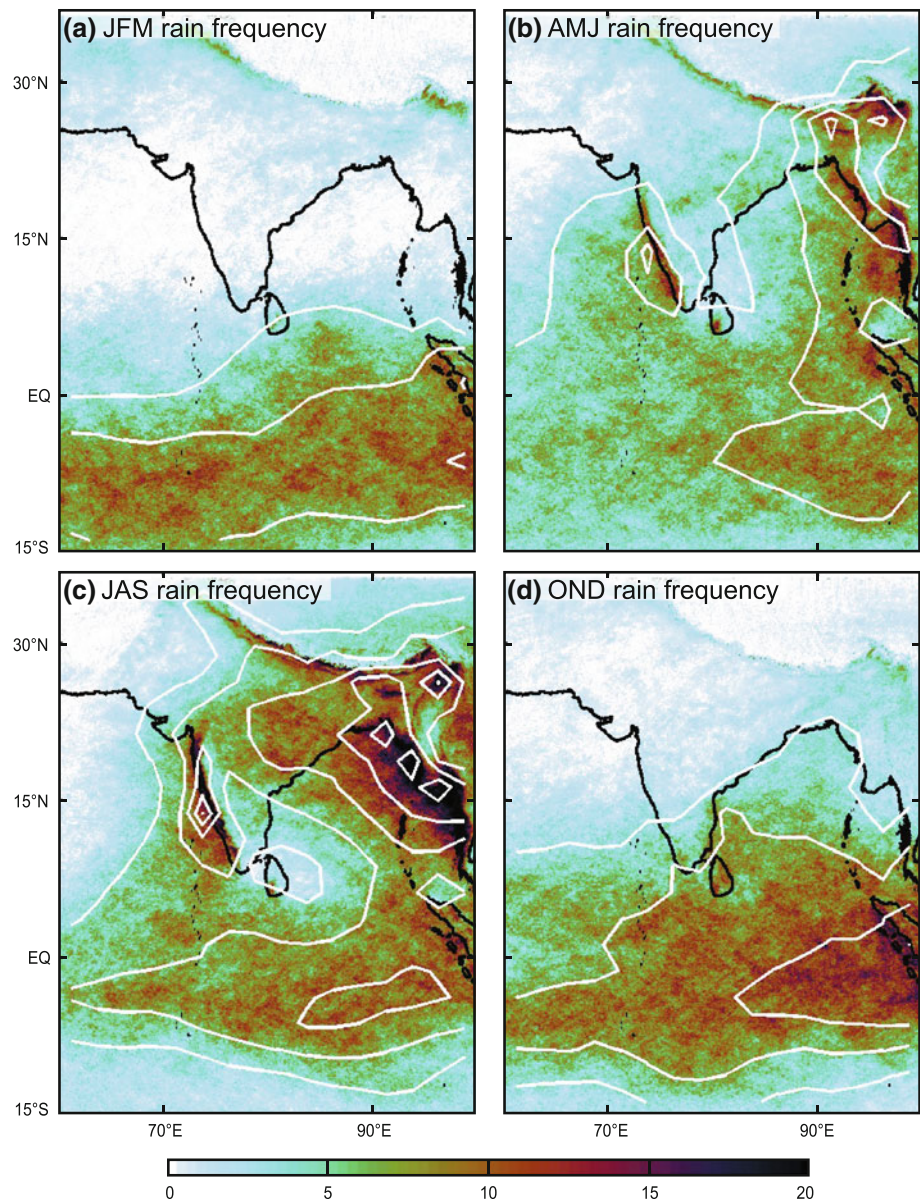 (a) JFM rain frequency
(b) AMJ rain frequency
30°N
15°N
EQ
15°S
(c) JAS rain frequency
(d) OND rain frequency
30°N
15°N
EQ
15°S
70°E 90°E 70°E 90°E
0 5 10 15 20